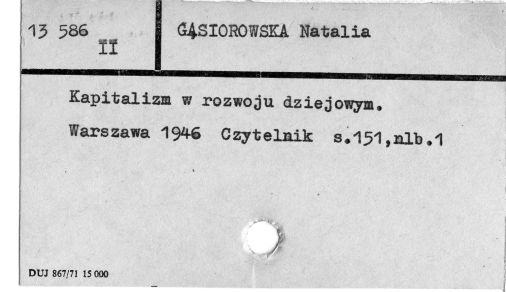 13 586
II
GĄSIOROWSKA Natalia
Kapitalizm w rozwoju dziejowym.
Warszawa 1946 Czytelnik s.151,nlb.1
DUJ 867/71 15 000